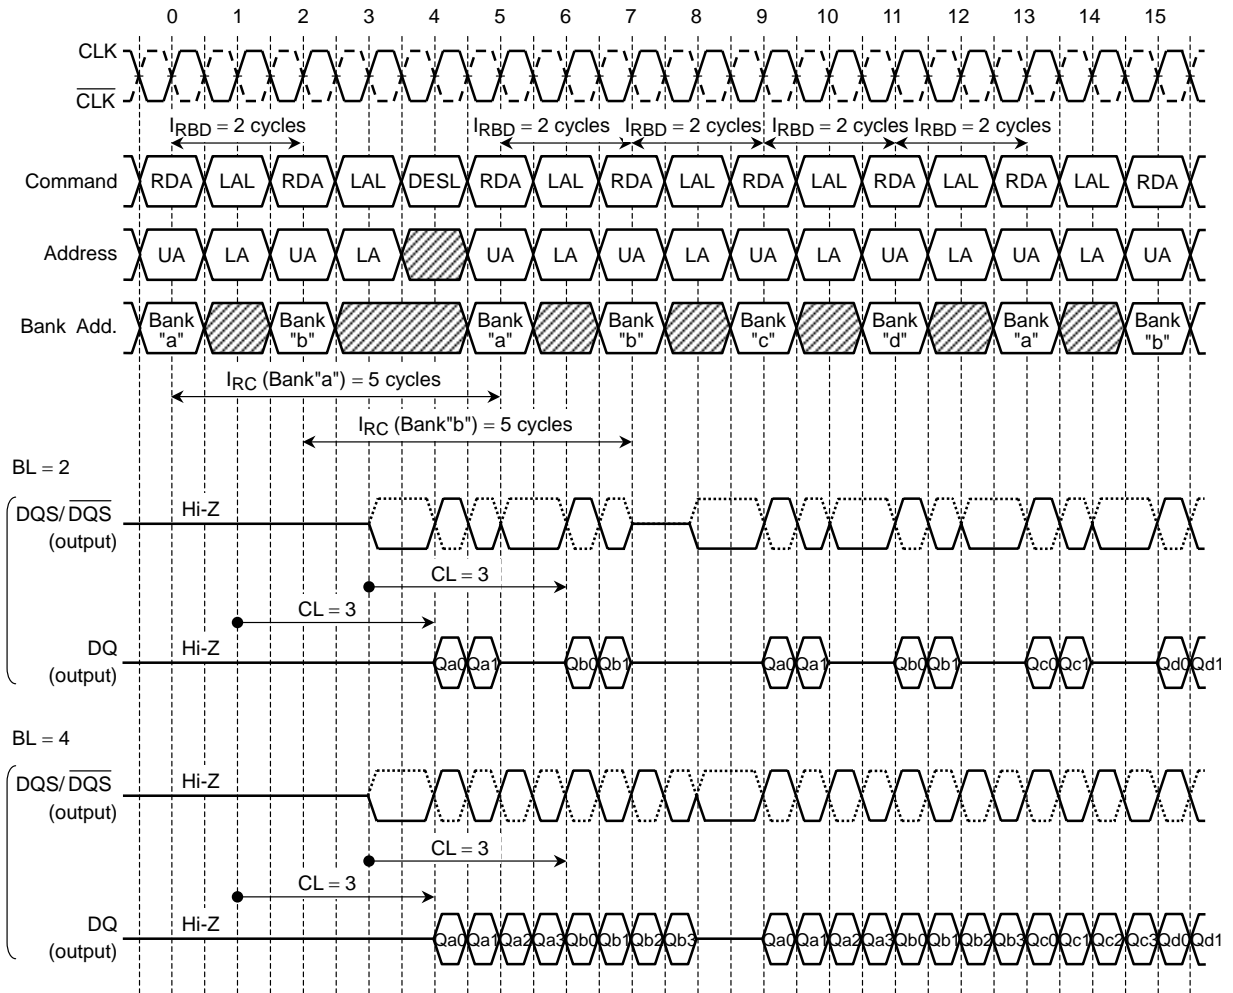 0 1 2 3 4 5 6 7 8 9 10 11 12 13 14 15
CLK
CLK
IRBD = 2 cycles IRBD = 2 cycles IRBD = 2 cycles IRBD = 2 cycles IRBD = 2 cycles
Command RDA LAL RDA LAL DESL RDA LAL RDA LAL RDA LAL RDA LAL RDA LAL RDA
Address UA LA UA LA UA LA UA LA UA LA UA LA UA LA UA
Bank Add. Bank "a" Bank "b" Bank "a" Bank "b" Bank "c" Bank "d" Bank "a" Bank "b"
IRC (Bank"a") = 5 cycles
IRC (Bank"b") = 5 cycles
BL = 2
DQS/DQS (output) Hi-Z
CL = 3
CL = 3
DQ (output) Hi-Z Qa0 Qa1 Qb0 Qb1 Qa0 Qa1 Qb0 Qb1 Qc0 Qc1 Qd0 Qd1
BL = 4
DQS/DQS (output) Hi-Z
CL = 3
CL = 3
DQ (output) Hi-Z Qa0 Qa1 Qa2 Qa3 Qb0 Qb1 Qb2 Qb3 Qa0 Qa1 Qa2 Qa3 Qb0 Qb1 Qb2 Qb3 Qc0 Qc1 Qc2 Qc3 Qd0 Qd1